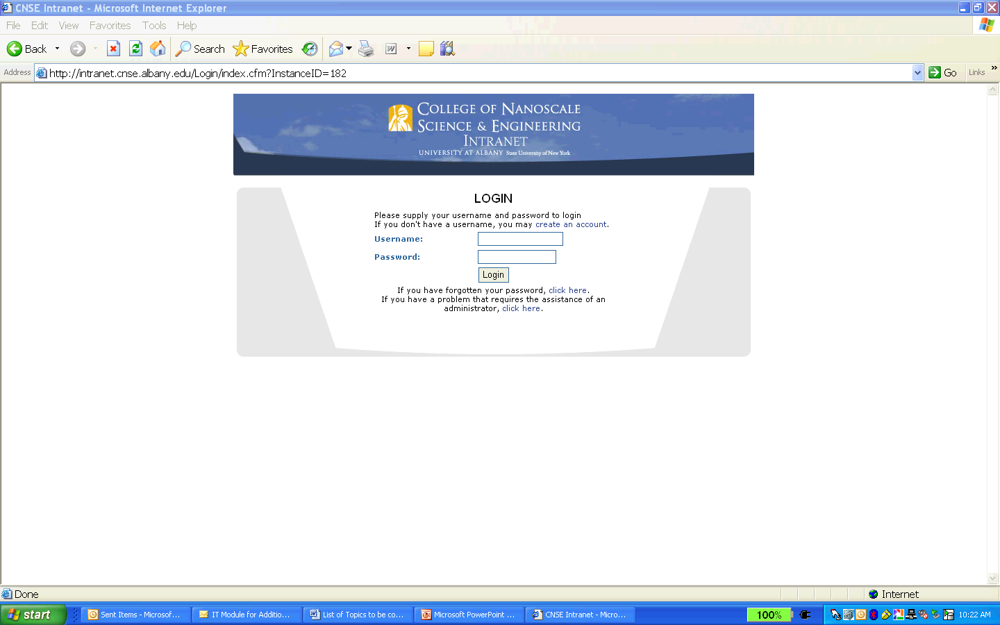 CNSE Intranet - Microsoft Internet Explorer
File Edit View Favorites Tools Help
Back Search Favorites
Address http://intranet.cnse.albany.edu/Login/index.cfm?InstanceID=182 Go Links »
COLLEGE OF NANOSCALE
SCIENCE & ENGINEERING
INTRANET
UNIVERSITY AT ALBANY State University of New York
LOGIN
Please supply your username and password to login
If you don't have a username, you may create an account.
Username:
Password:
Login
If you have forgotten your password, click here.
If you have a problem that requires the assistance of an
administrator, click here.
Done Internet
start Sent Items - Microsof... IT Module for Additio... List of Topics to be co... Microsoft PowerPoint ... CNSE Intranet - Micro... 100% 10:22 AM